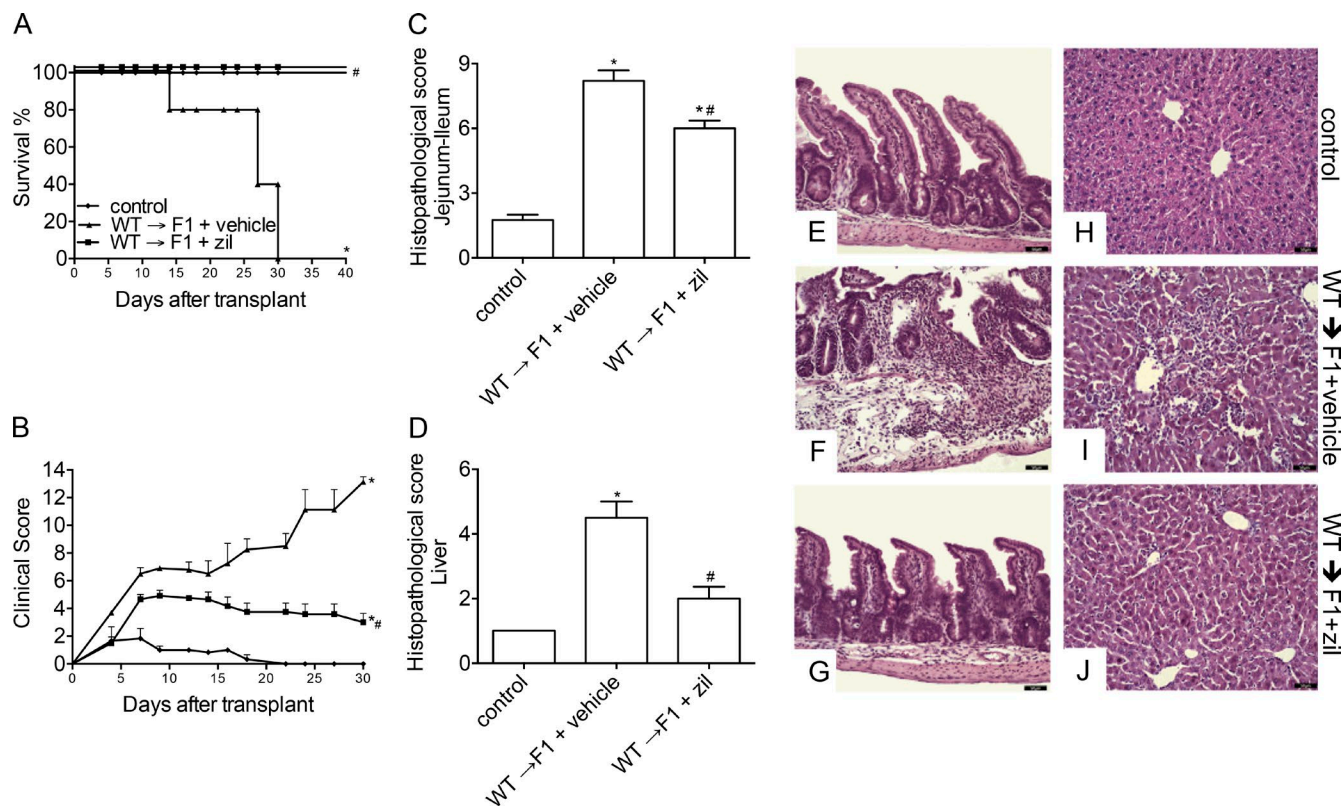 A
Survival %
100
80
60
40
20
0
control
WT → F1 + vehicle
WT → F1 + zil
#
*
0 5 10 15 20 25 30 35 40
Days after transplant
B
Clinical Score
14
12
10
8
6
4
2
0
*
*
#
0 5 10 15 20 25 30
Days after transplant
C
Histopathological score
Jejunum-Ileum
9
6
3
0
*
*#
control
WT → F1 + vehicle
WT → F1 + zil
D
Histopathological score
Liver
6
4
2
0
*
#
control
WT →F1 + vehicle
WT →F1 + zil
E
H
control
F
I
WT → F1+vehicle
G
J
WT → F1+zil